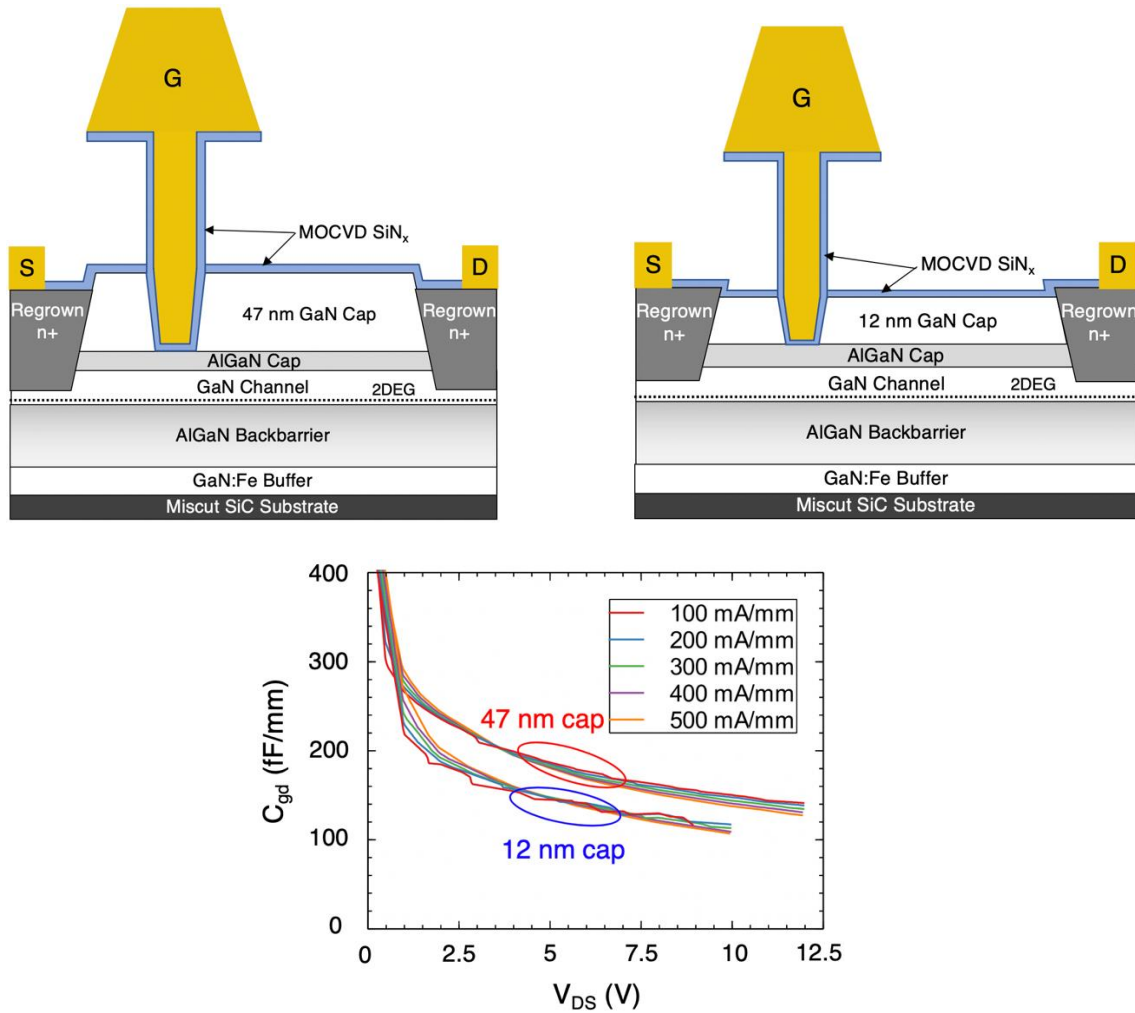 G
MOCVD SiNx
S
D
Regrown
n+
47 nm GaN Cap
Regrown
n+
AlGaN Cap
GaN Channel
2DEG
AlGaN Backbarrier
GaN:Fe Buffer
Miscut SiC Substrate
G
MOCVD SiNx
S
D
Regrown
n+
12 nm GaN Cap
Regrown
n+
AlGaN Cap
GaN Channel
2DEG
AlGaN Backbarrier
GaN:Fe Buffer
Miscut SiC Substrate
400
300
200
100
0
Cgd (fF/mm)
100 mA/mm
200 mA/mm
300 mA/mm
400 mA/mm
500 mA/mm
47 nm cap
12 nm cap
0 2.5 5 7.5 10 12.5
VDS (V)